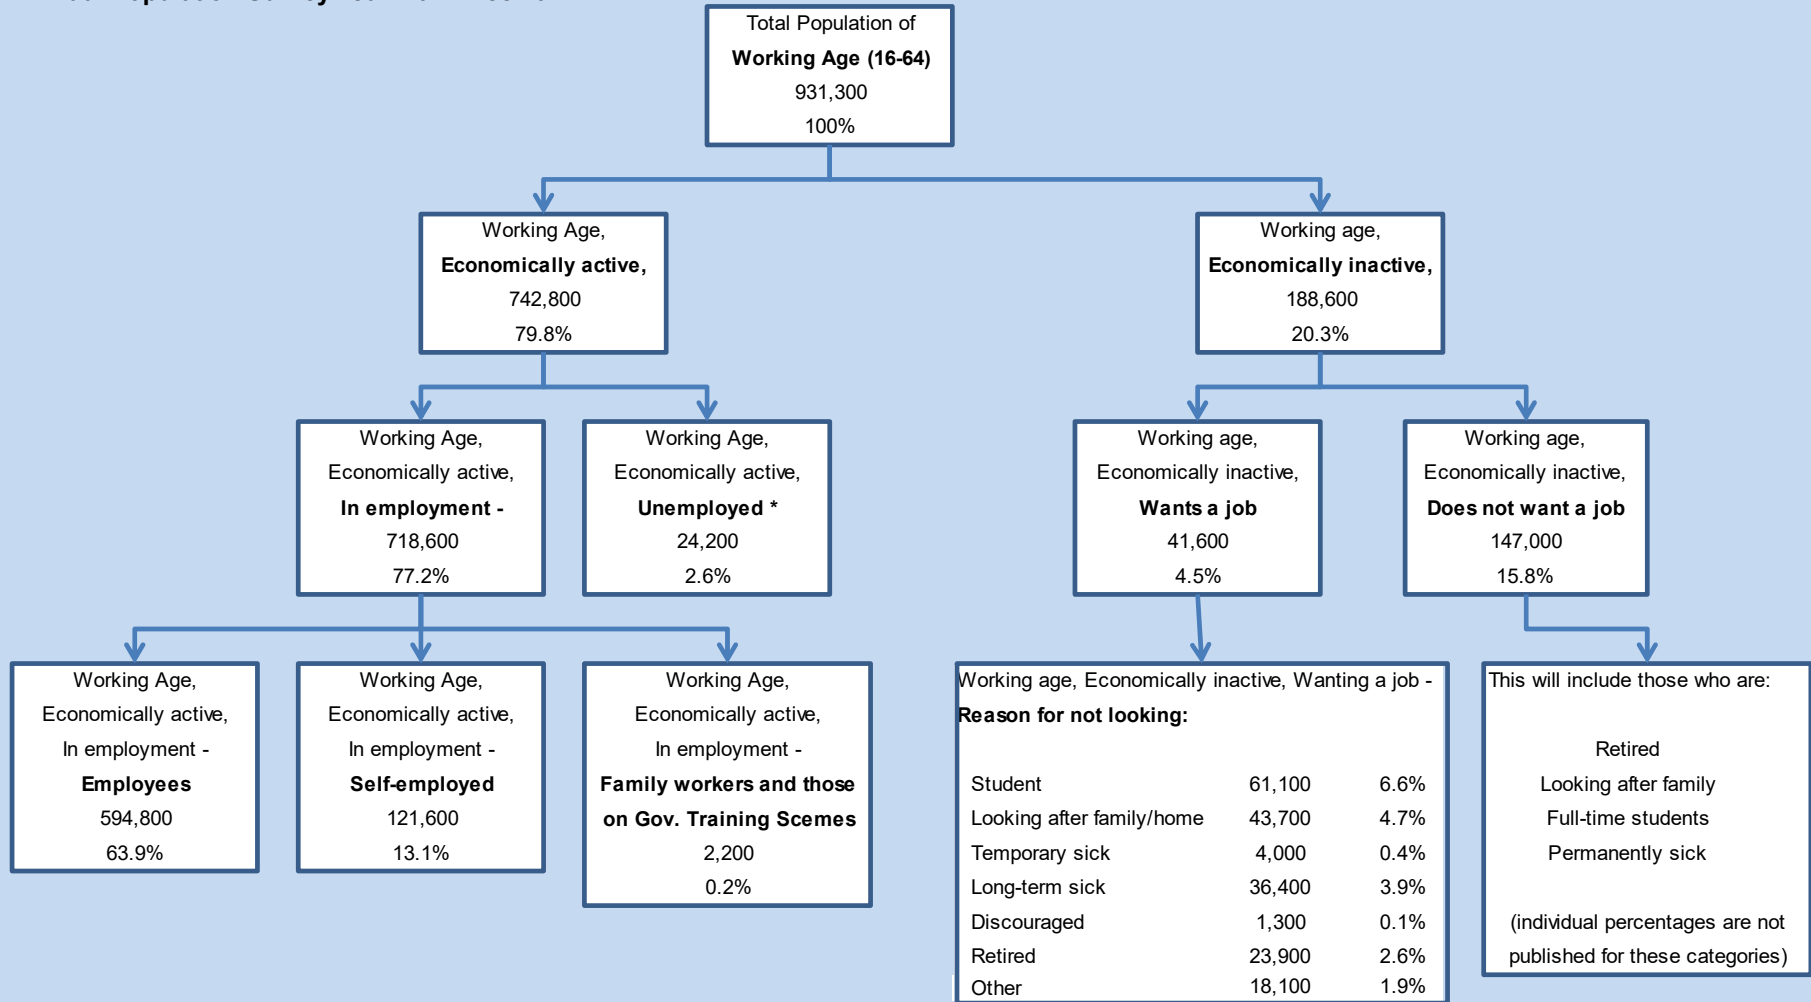 Total Population of
Working Age (16-64)
931,300
100%
Working Age,
Economically active,
742,800
79.8%
Working age,
Economically inactive,
188,600
20.3%
Working Age,
Economically active,
In employment -
718,600
77.2%
Working Age,
Economically active,
Unemployed *
24,200
2.6%
Working age,
Economically inactive,
Wants a job
41,600
4.5%
Working age,
Economically inactive,
Does not want a job
147,000
15.8%
Working Age,
Economically active,
In employment -
Employees
594,800
63.9%
Working Age,
Economically active,
In employment -
Self-employed
121,600
13.1%
Working Age,
Economically active,
In employment -
Family workers and those
on Gov. Training Scemes
2,200
0.2%
Working age, Economically inactive, Wanting a job -
Reason for not looking:
Student 61,100 6.6%
Looking after family/home 43,700 4.7%
Temporary sick 4,000 0.4%
Long-term sick 36,400 3.9%
Discouraged 1,300 0.1%
Retired 23,900 2.6%
Other 18,100 1.9%
This will include those who are:
Retired
Looking after family
Full-time students
Permanently sick
(individual percentages are not
published for these categories)